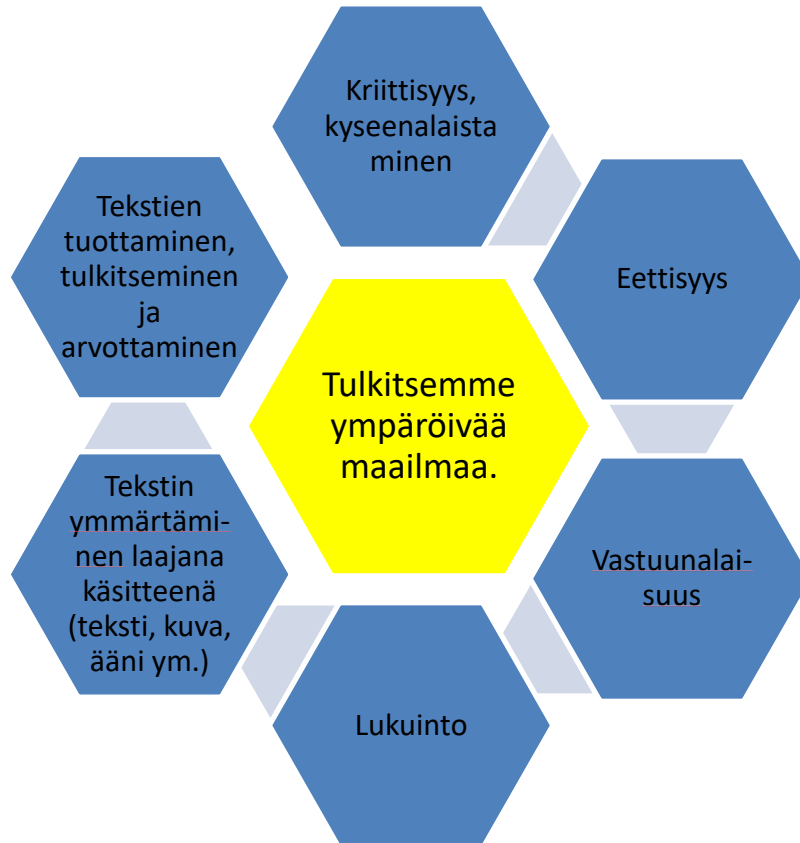 Kriittisyys,
kyseenalaista
minen
Eettisyys
Vastuunalai-
suus
Lukuinto
Tekstin
ymmärtämi-
nen laajana
käsitteenä
(teksti, kuva,
ääni ym.)
Tekstien
tuottaminen,
tulkitseminen
ja
arvottaminen
Tulkitsemme
ympäröivää
maailmaa.